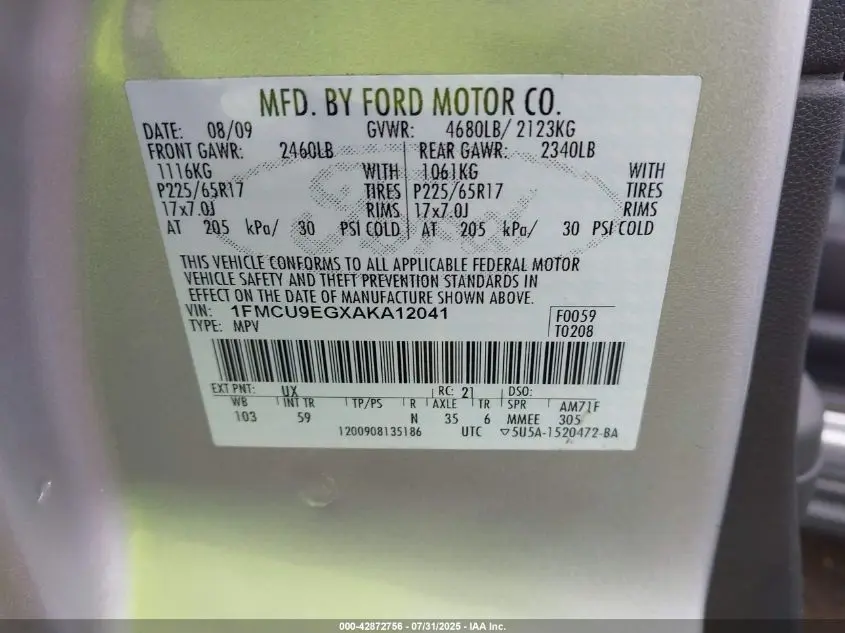 MFD. BY FORD MOTOR CO.
DATE: 08/09 GVWR: 4680LB/ 2123KG
FRONT GAWR: 2460LB REAR GAWR: 2340LB
1116KG WITH 1061KG WITH
P225/65R17 TIRES P225/65R17 TIRES
17x7.0J RIMS 17x7.0J RIMS
AT 205 kPa/ 30 PSI COLD AT 205 kPa/ 30 PSI COLD
THIS VEHICLE CONFORMS TO ALL APPLICABLE FEDERAL MOTOR
VEHICLE SAFETY AND THEFT PREVENTION STANDARDS IN
EFFECT ON THE DATE OF MANUFACTURE SHOWN ABOVE.
VIN: 1FMCU9EGXAKA12041 F0059
TYPE: MPV T0208
EXT PNT: UX RC: 21 DSO:
WB INT TR TP/PS R AXLE TR SPR AM71F
103 59 N 35 6 MMEE 305
1200908135186 UTC ▽5U5A-1520472-BA
000-42872756 - 07/31/2025 - IAA Inc.